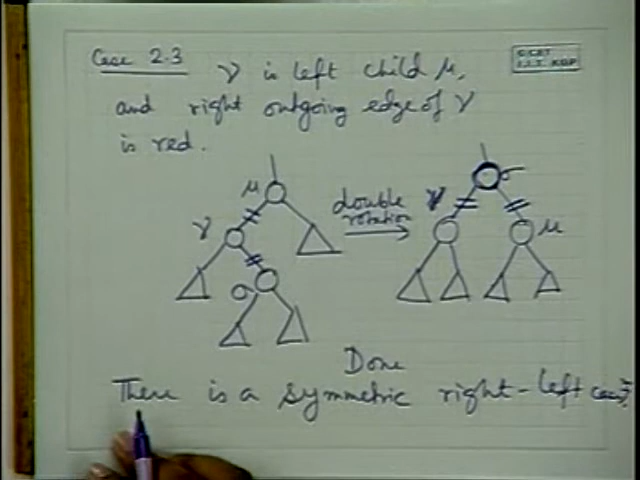 Case 2.3 ν is left child μ,
and right outgoing edge of ν
is red.
I.I.T. KGP
μ
ν
σ
double
rotation
σ
ν
μ
Done
There is a symmetric right-left case.